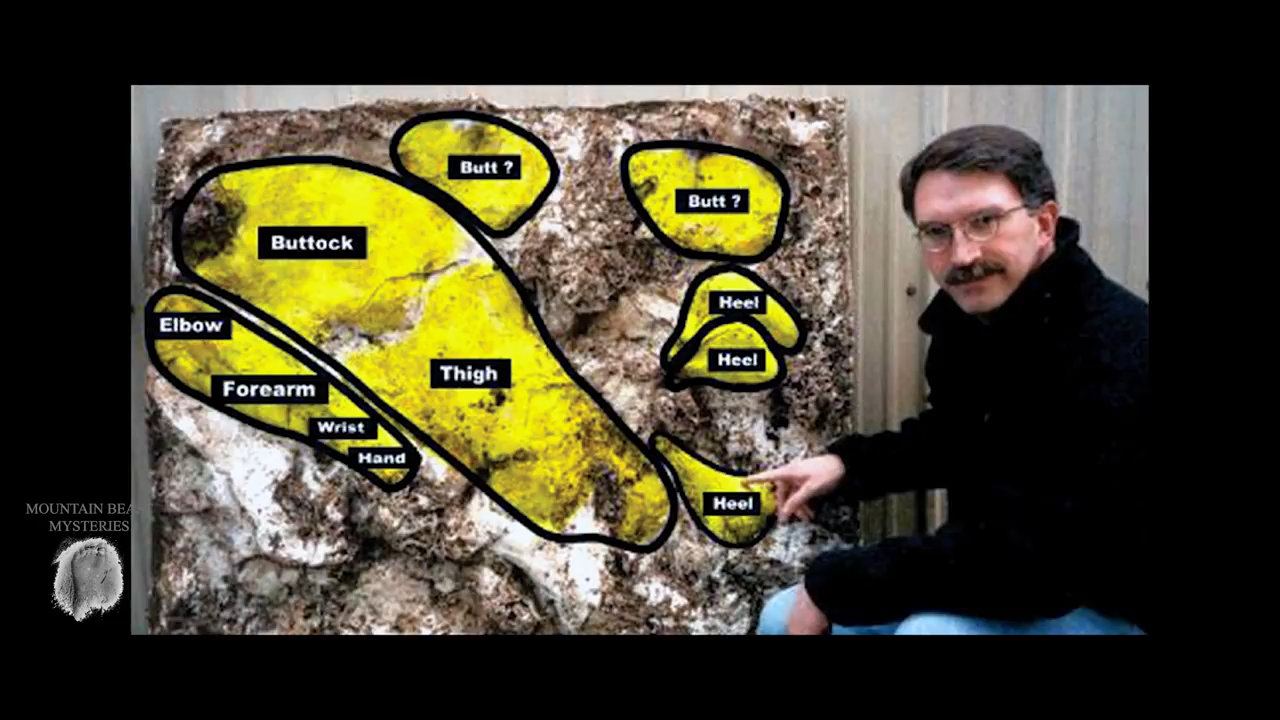 Butt ?
Butt ?
Buttock
Heel
Elbow
Heel
Thigh
Forearm
Wrist
Hand
Heel
MOUNTAIN BEA
MYSTERIES